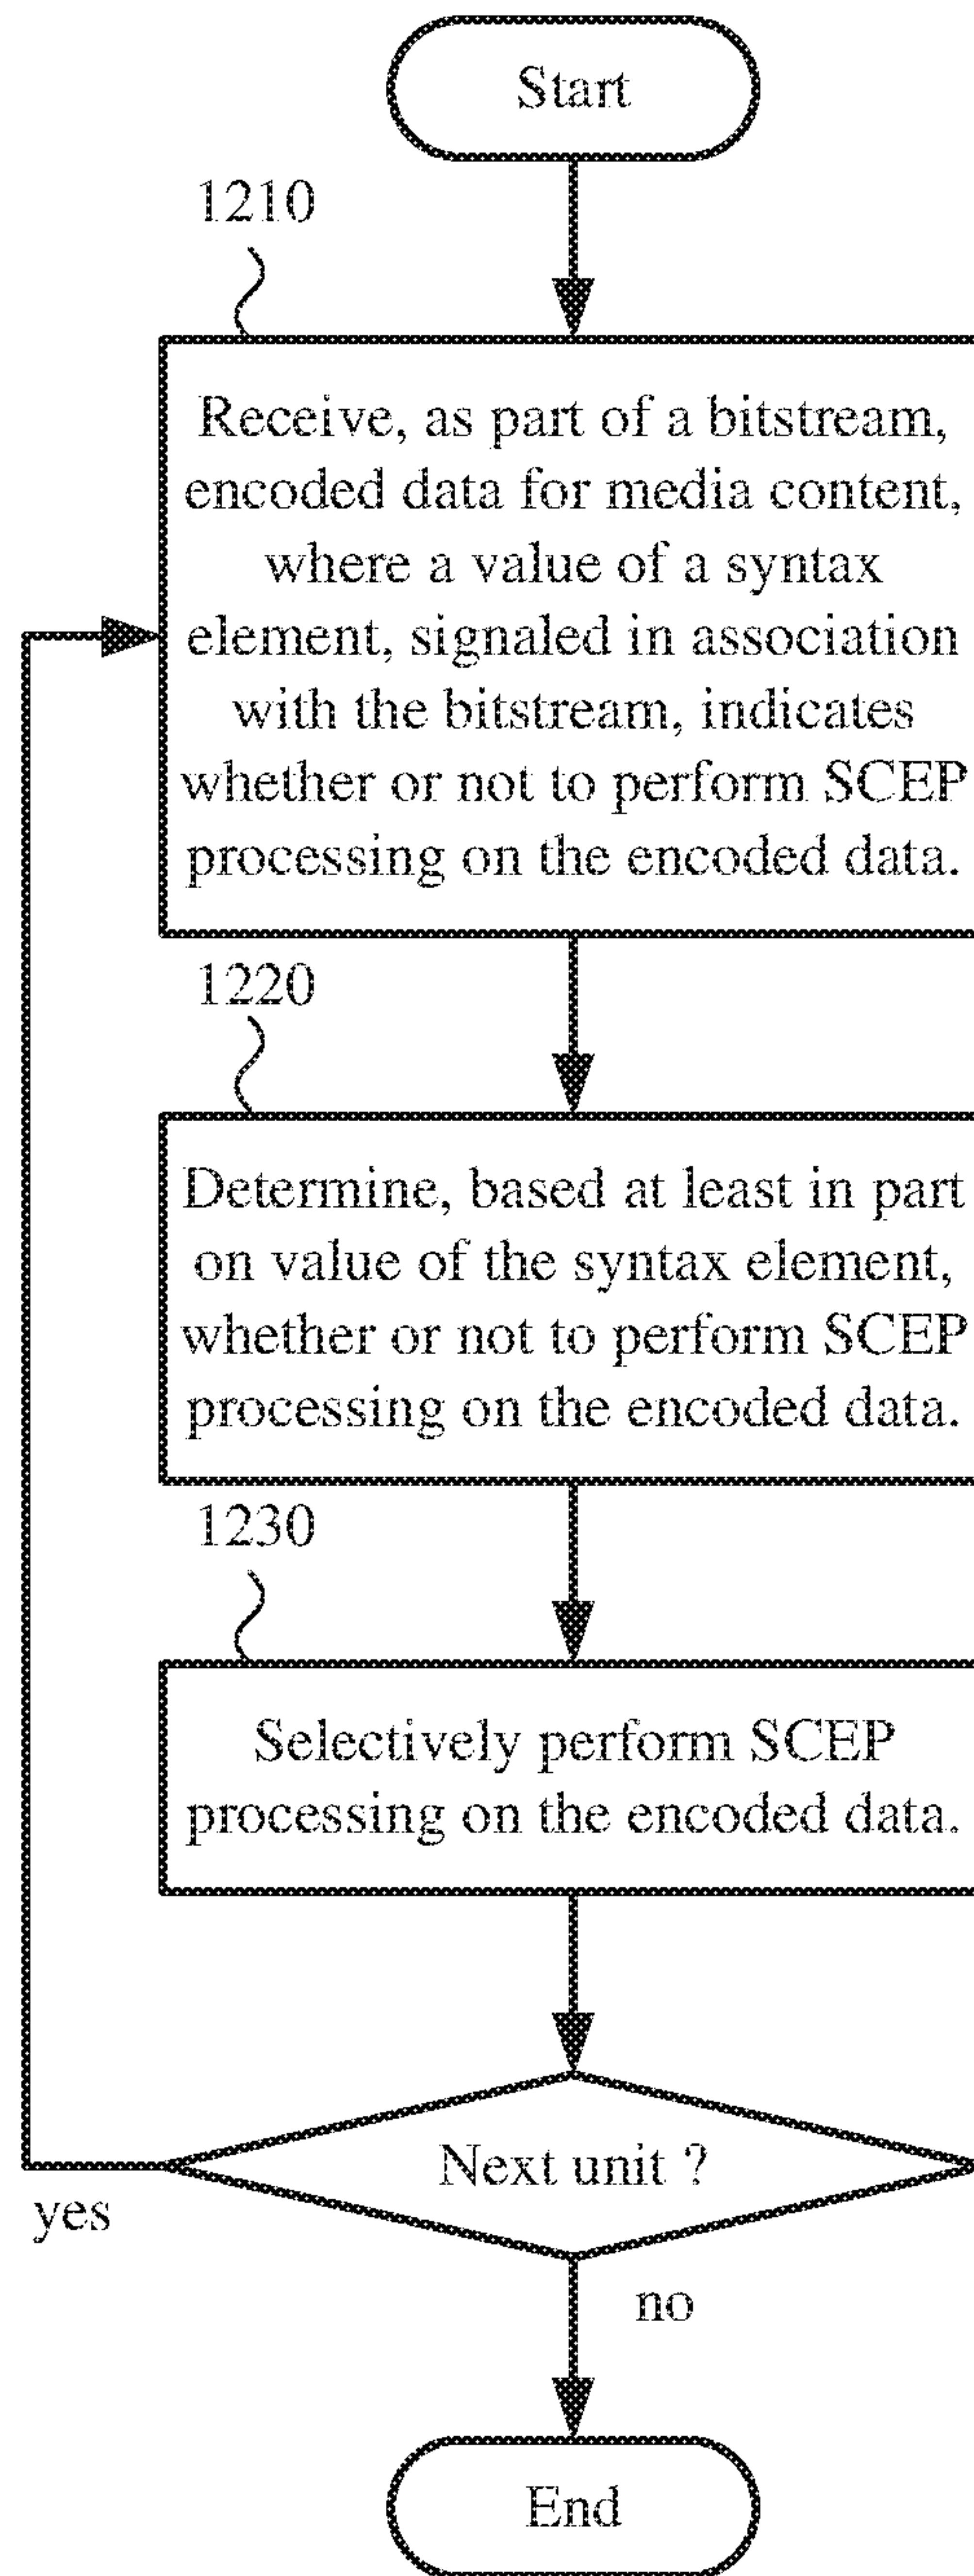 Start
1210
Receive, as part of a bitstream,
encoded data for media content,
where a value of a syntax
element, signaled in association
with the bitstream, indicates
whether or not to perform SCEP
processing on the encoded data.
1220
Determine, based at least in part
on value of the syntax element,
whether or not to perform SCEP
processing on the encoded data.
1230
Selectively perform SCEP
processing on the encoded data.
Next unit ?
yes
no
End